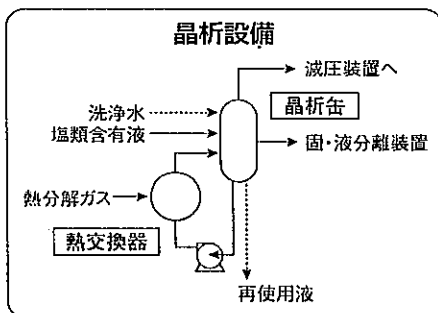 晶析設備
減圧装置へ
洗浄水
晶析缶
塩類含有液
固・液分離装置
熱分解ガス
熱交換器
再使用液